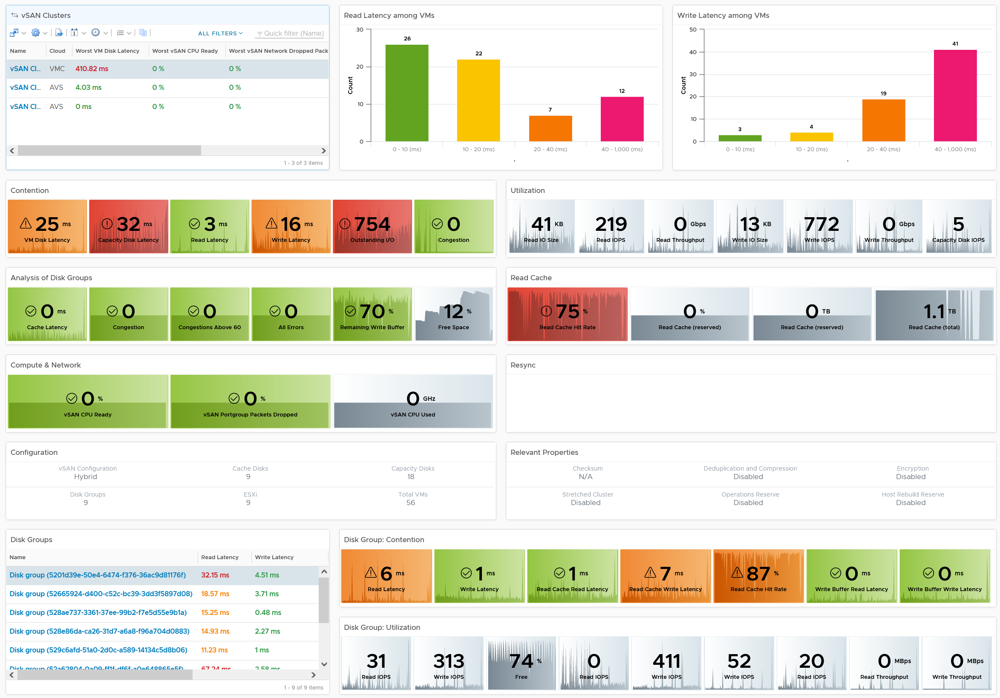 vSAN Clusters
ALL FILTERS
Quick filter (Name)
Name Cloud Worst VM Disk Latency Worst vSAN CPU Ready Worst vSAN Network Dropped Pack
vSAN Cl... VMC 410.82 ms 0 % 0 %
vSAN Cl... AVS 4.03 ms 0 % 0 %
vSAN Cl... AVS 0 ms 0 % 0 %
1 - 3 of 3 items
Read Latency among VMs
Count
30
20
10
0
26
22
7
12
0 - 10 (ms) 10 - 20 (ms) 20 - 40 (ms) 40 - 1,000 (ms)
.
Write Latency among VMs
Count
50
40
30
20
10
0
3
4
19
41
0 - 10 (ms) 10 - 20 (ms) 20 - 40 (ms) 40 - 1,000 (ms)
.
Contention
25 ms
VM Disk Latency
32 ms
Capacity Disk Latency
3 ms
Read Latency
16 ms
Write Latency
754
Outstanding I/O
0
Congestion
Utilization
41 KB
Read IO Size
219
Read IOPS
0 Gbps
Read Throughput
13 KB
Write IO Size
772
Write IOPS
0 Gbps
Write Throughput
5
Capacity Disk IOPS
Analysis of Disk Groups
0 ms
Cache Latency
0
Congestion
0
Congestions Above 60
0
All Errors
70 %
Remaining Write Buffer
12 %
Free Space
Read Cache
75 %
Read Cache Hit Rate
0 %
Read Cache (reserved)
0 TB
Read Cache (reserved)
1.1 TB
Read Cache (total)
Compute & Network
0 %
vSAN CPU Ready
0 %
vSAN Portgroup Packets Dropped
0 GHz
vSAN CPU Used
Resync
Configuration
vSAN Configuration Cache Disks Capacity Disks
Hybrid 9 18
Disk Groups ESXi Total VMs
9 9 56
Relevant Properties
Checksum Deduplication and Compression Encryption
N/A Disabled Disabled
Stretched Cluster Operations Reserve Host Rebuild Reserve
Disabled Disabled Disabled
Disk Groups
Name Read Latency Write Latency
Disk group (5201d39e-50e4-6474-f376-36ac9d81176f) 32.15 ms 4.51 ms
Disk group (52665924-d400-c52c-bc39-3dd3f5897d08) 18.57 ms 3.71 ms
Disk group (528ae737-3361-37ee-99b2-f7e5d55e9b1a) 15.25 ms 0.48 ms
Disk group (528e86da-ca26-31d7-a6a8-f96a704d0883) 14.93 ms 2.27 ms
Disk group (529c6afd-51a0-2d0c-a589-14134c5d8b06) 11.23 ms 1 ms
Disk group (52a62804-0a09-ff1f-df6f-a0e648865e5f) 67.24 ms 2.58 ms
1 - 9 of 9 items
Disk Group: Contention
6 ms
Read Latency
1 ms
Write Latency
1 ms
Read Cache Read Latency
7 ms
Read Cache Write Latency
87 %
Read Cache Hit Rate
0 ms
Write Buffer Read Latency
0 ms
Write Buffer Write Latency
Disk Group: Utilization
31
Read IOPS
313
Write IOPS
74 %
Free
0
Read IOPS
411
Write IOPS
52
Write IOPS
20
Read IOPS
0 MBps
Read Throughput
0 MBps
Write Throughput